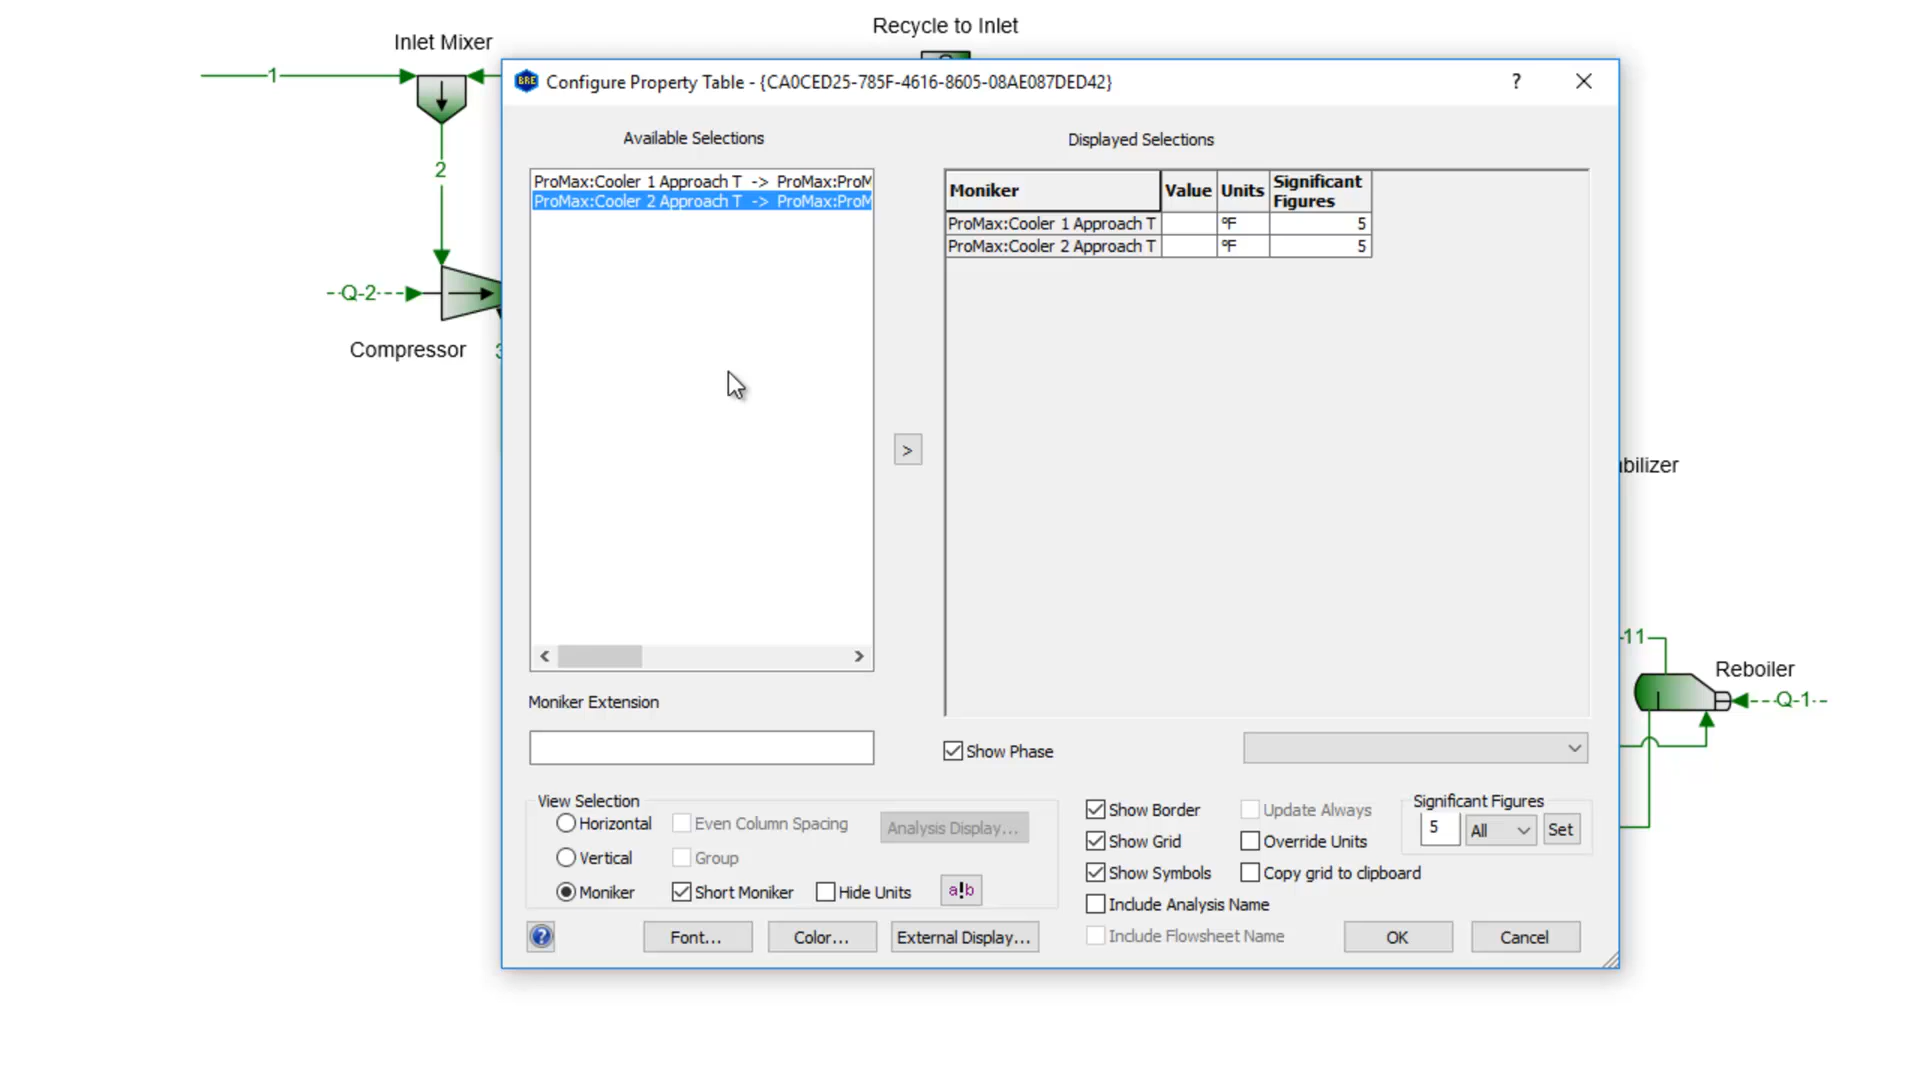 Recycle to Inlet
Inlet Mixer
1
2
Q-2
Compressor
BRE Configure Property Table - {CA0CED25-785F-4616-8605-08AE087DED42}
?
Available Selections
Displayed Selections
ProMax:Cooler 1 Approach T -> ProMax:ProM
ProMax:Cooler 2 Approach T -> ProMax:ProM
Moniker Value Units Significant Figures
ProMax:Cooler 1 Approach T °F 5
ProMax:Cooler 2 Approach T °F 5
>
bilizer
11
Reboiler
Q-1
Moniker Extension
Show Phase
View Selection
Horizontal Even Column Spacing Analysis Display...
Vertical Group
Moniker Short Moniker Hide Units a!b
Show Border Update Always
Show Grid Override Units
Show Symbols Copy grid to clipboard
Include Analysis Name
Include Flowsheet Name
Significant Figures
5 All Set
? Font... Color... External Display...
OK Cancel